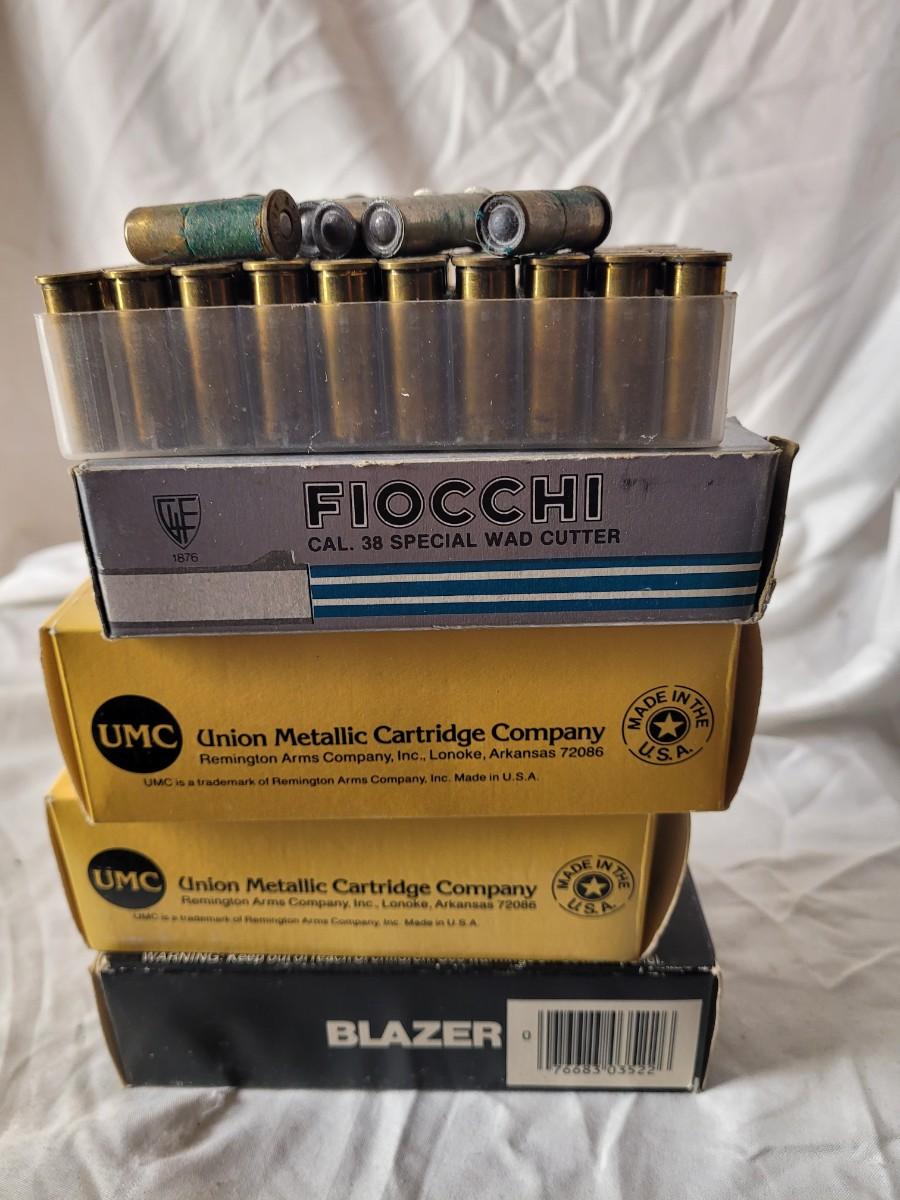 GFL
1876
FIOCCHI
CAL. 38 SPECIAL WAD CUTTER
UMC
Union Metallic Cartridge Company
Remington Arms Company, Inc., Lonoke, Arkansas 72086
UMC is a trademark of Remington Arms Company, Inc. Made in U.S.A.
MADE IN THE
U.S.A.
UMC
Union Metallic Cartridge Company
Remington Arms Company, Inc., Lonoke, Arkansas 72086
UMC is a trademark of Remington Arms Company, Inc. Made in U.S.A.
MADE IN THE
U.S.A.
WARNING: Keep out of reach of children.
BLAZER
0
76683 03522